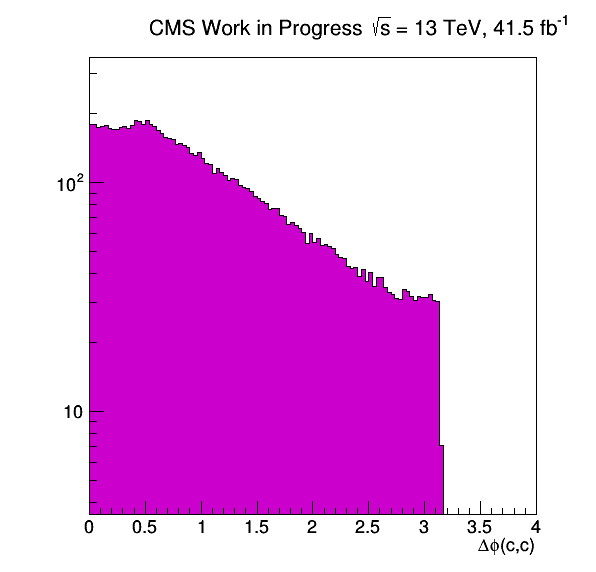 CMS Work in Progress √s = 13 TeV, 41.5 fb⁻¹
10²
10
0 0.5 1 1.5 2 2.5 3 3.5 4
Δϕ(c,c)